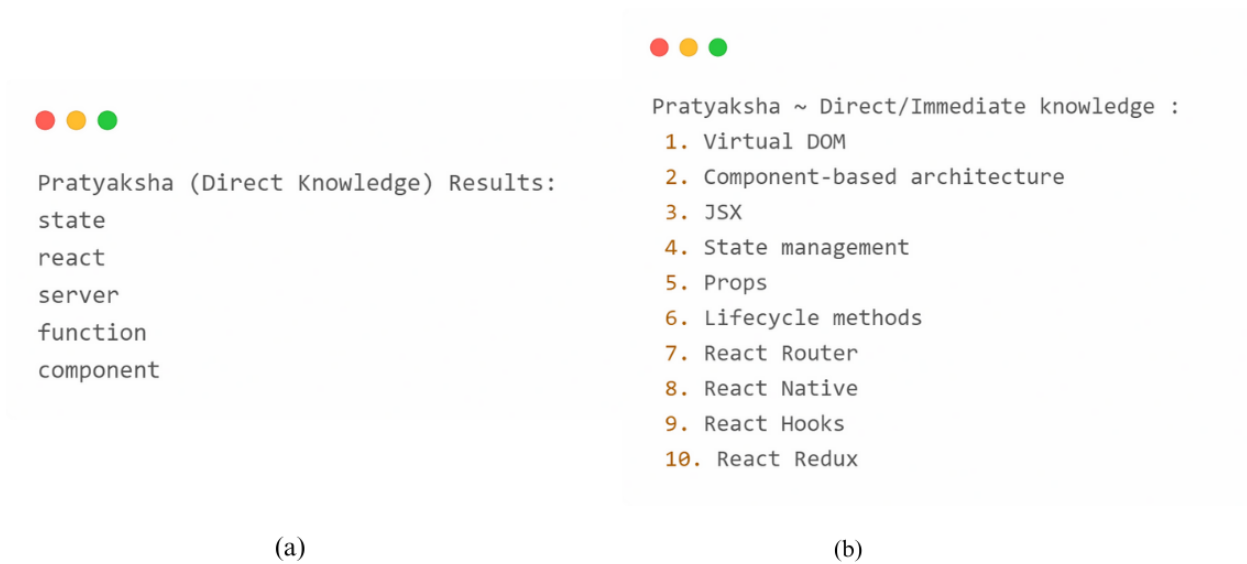 Pratyaksha (Direct Knowledge) Results:
state
react
server
function
component
(a)
Pratyaksha ~ Direct/Immediate knowledge :
1. Virtual DOM
2. Component-based architecture
3. JSX
4. State management
5. Props
6. Lifecycle methods
7. React Router
8. React Native
9. React Hooks
10. React Redux
(b)